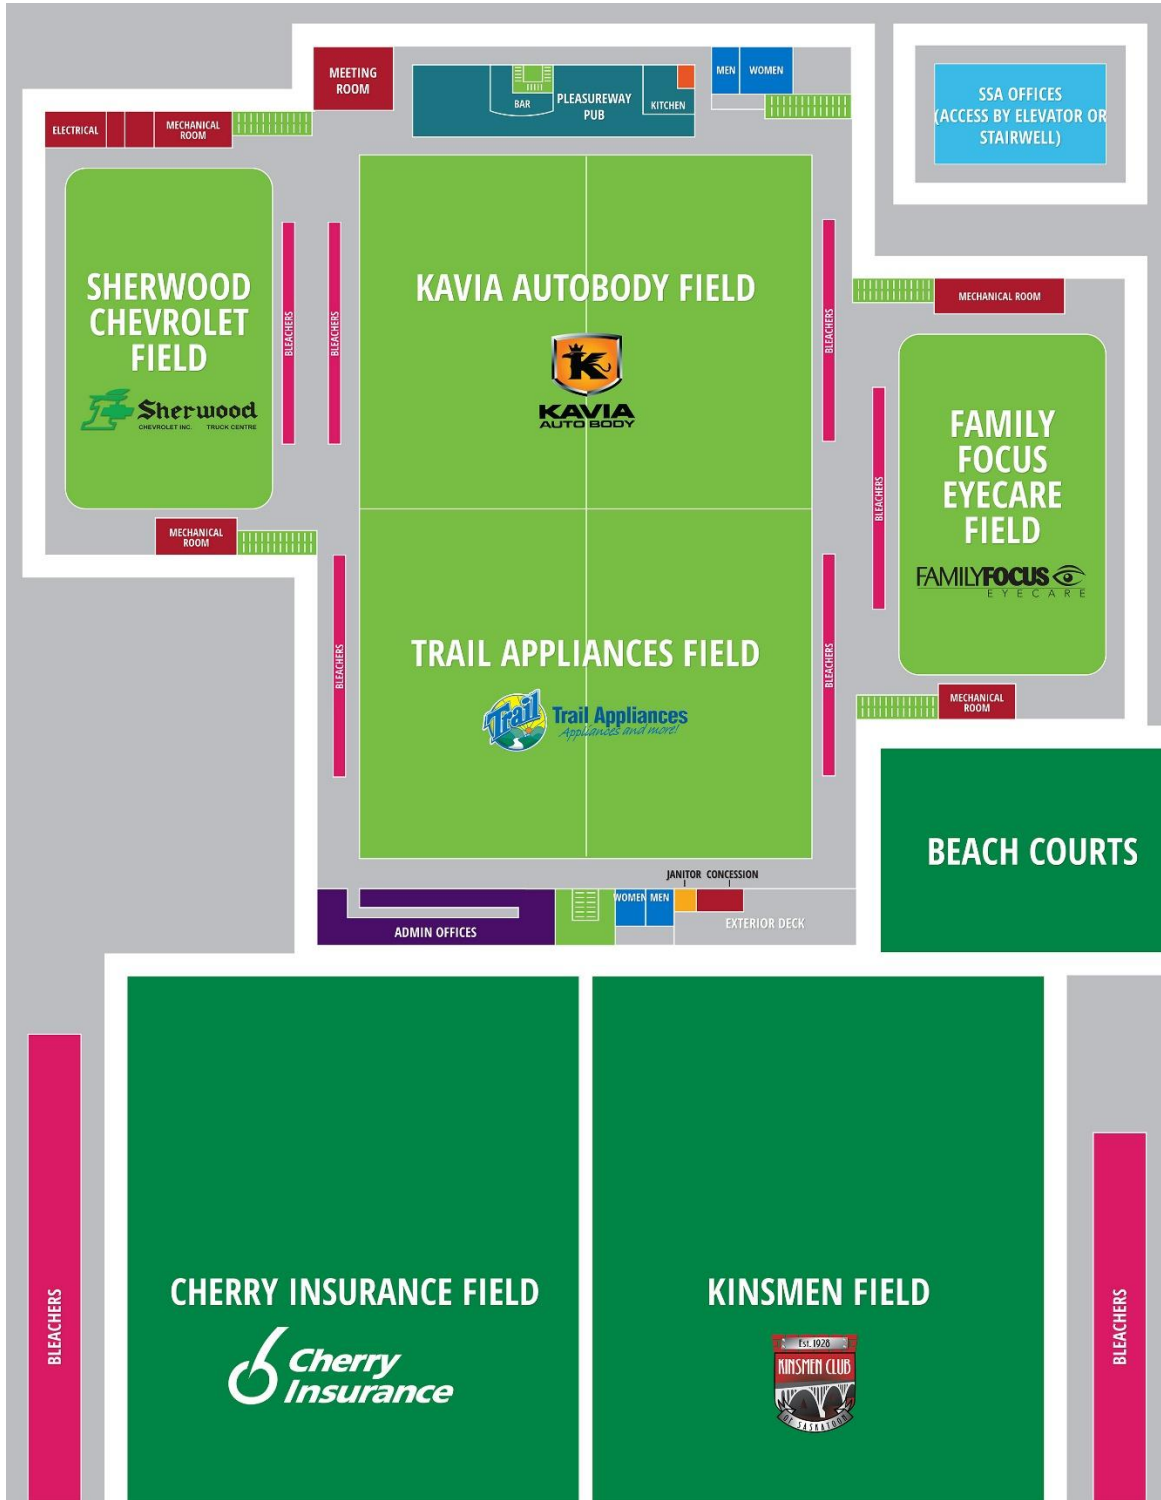 MEETING
ROOM
BAR
PLEASUREWAY
PUB
KITCHEN
MEN
WOMEN
SSA OFFICES
(ACCESS BY ELEVATOR OR
STAIRWELL)
ELECTRICAL
MECHANICAL
ROOM
SHERWOOD
CHEVROLET
FIELD
Sherwood
CHEVROLET INC. TRUCK CENTRE
BLEACHERS
BLEACHERS
KAVIA AUTOBODY FIELD
K
KAVIA
AUTO BODY
BLEACHERS
MECHANICAL ROOM
FAMILY
FOCUS
EYECARE
FIELD
FAMILYFOCUS
EYECARE
BLEACHERS
MECHANICAL
ROOM
BLEACHERS
TRAIL APPLIANCES FIELD
Trail
Trail Appliances
Appliances and more!
BLEACHERS
MECHANICAL
ROOM
BEACH COURTS
JANITOR CONCESSION
WOMEN MEN
ADMIN OFFICES
EXTERIOR DECK
BLEACHERS
CHERRY INSURANCE FIELD
Cherry
Insurance
KINSMEN FIELD
Est. 1928
KINSMEN CLUB
OF SASKATOON
BLEACHERS